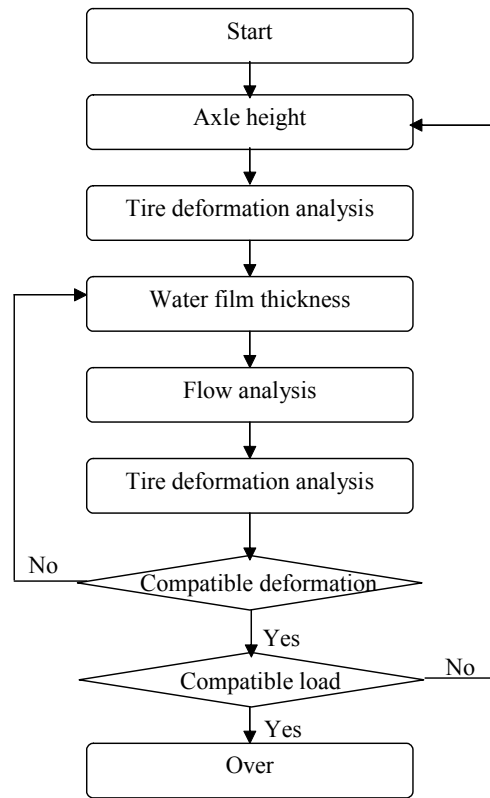 Start
Axle height
Tire deformation analysis
Water film thickness
Flow analysis
Tire deformation analysis
No
Compatible deformation
Yes
No
Compatible load
Yes
Over